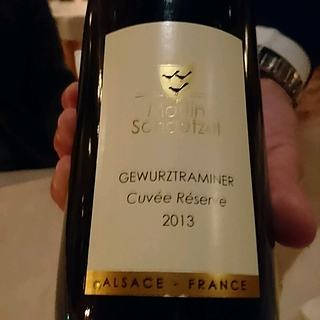 GEWURZTRAMINER
Cuvée Réserve
2013
ALSACE - FRANCE